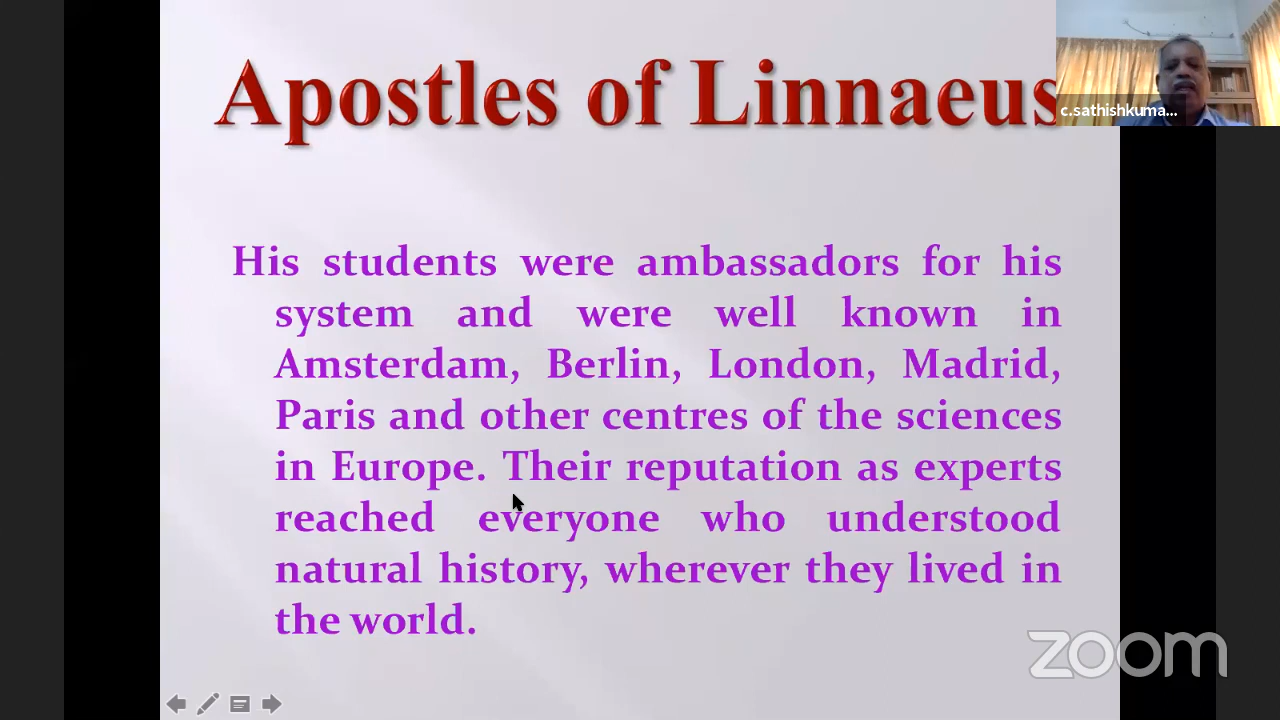 Apostles of Linnaeus
c.sathishkuma...
His students were ambassadors for his
system and were well known in
Amsterdam, Berlin, London, Madrid,
Paris and other centres of the sciences
in Europe. Their reputation as experts
reached everyone who understood
natural history, wherever they lived in
the world.
zoom